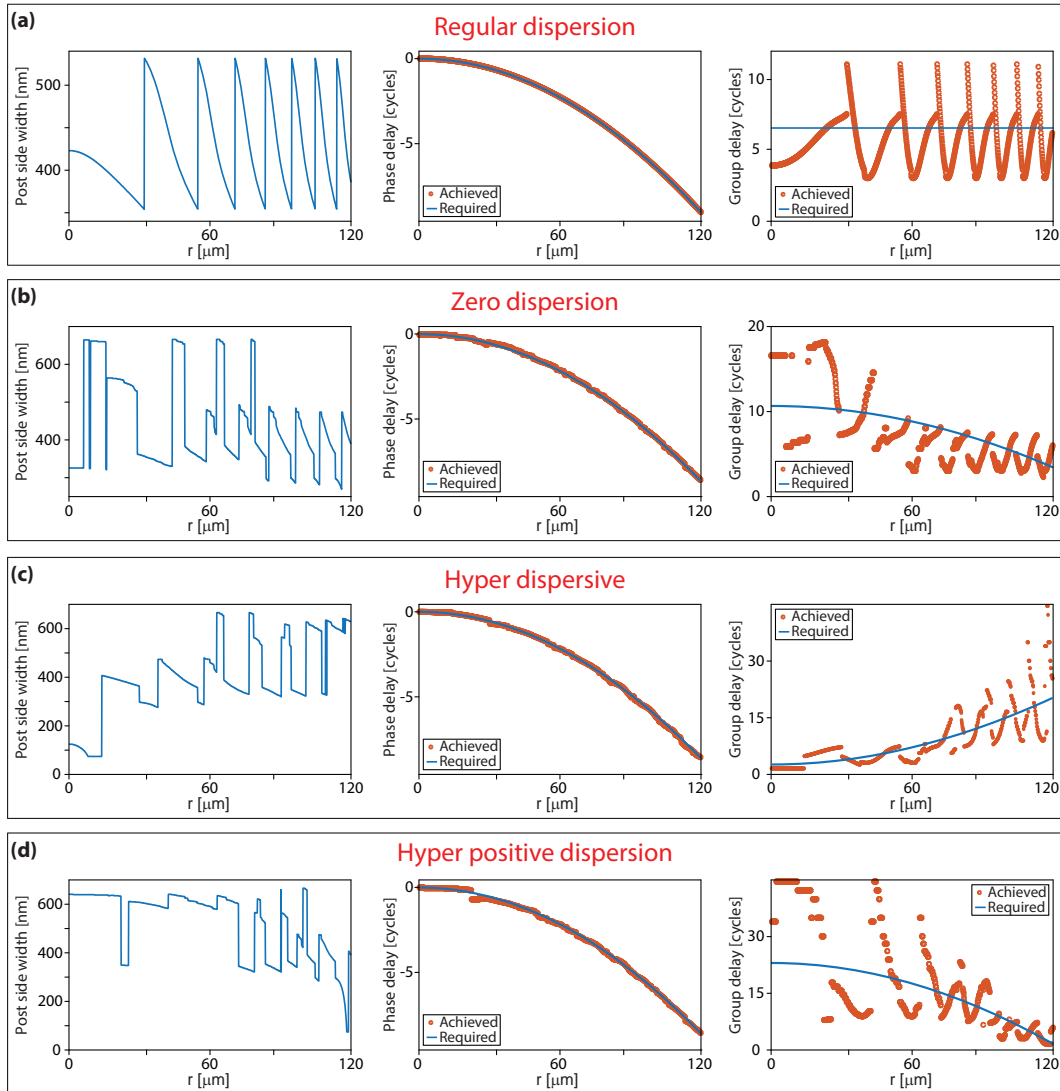 (a)
Regular dispersion
Post side width [nm]
500
400
0
60
120
r [μm]
Phase delay [cycles]
0
-5
Achieved
Required
0
60
120
r [μm]
Group delay [cycles]
10
5
0
Achieved
Required
0
60
120
r [μm]
(b)
Zero dispersion
Post side width [nm]
600
400
0
60
120
r [μm]
Phase delay [cycles]
0
-5
Achieved
Required
0
60
120
r [μm]
Group delay [cycles]
20
10
0
Achieved
Required
0
60
120
r [μm]
(c)
Hyper dispersive
Post side width [nm]
600
400
200
0
0
60
120
r [μm]
Phase delay [cycles]
0
-5
Achieved
Required
0
60
120
r [μm]
Group delay [cycles]
30
15
0
Achieved
Required
0
60
120
r [μm]
(d)
Hyper positive dispersion
Post side width [nm]
600
400
200
0
0
60
120
r [μm]
Phase delay [cycles]
0
-5
Achieved
Required
0
60
120
r [μm]
Group delay [cycles]
30
15
0
Achieved
Required
0
60
120
r [μm]